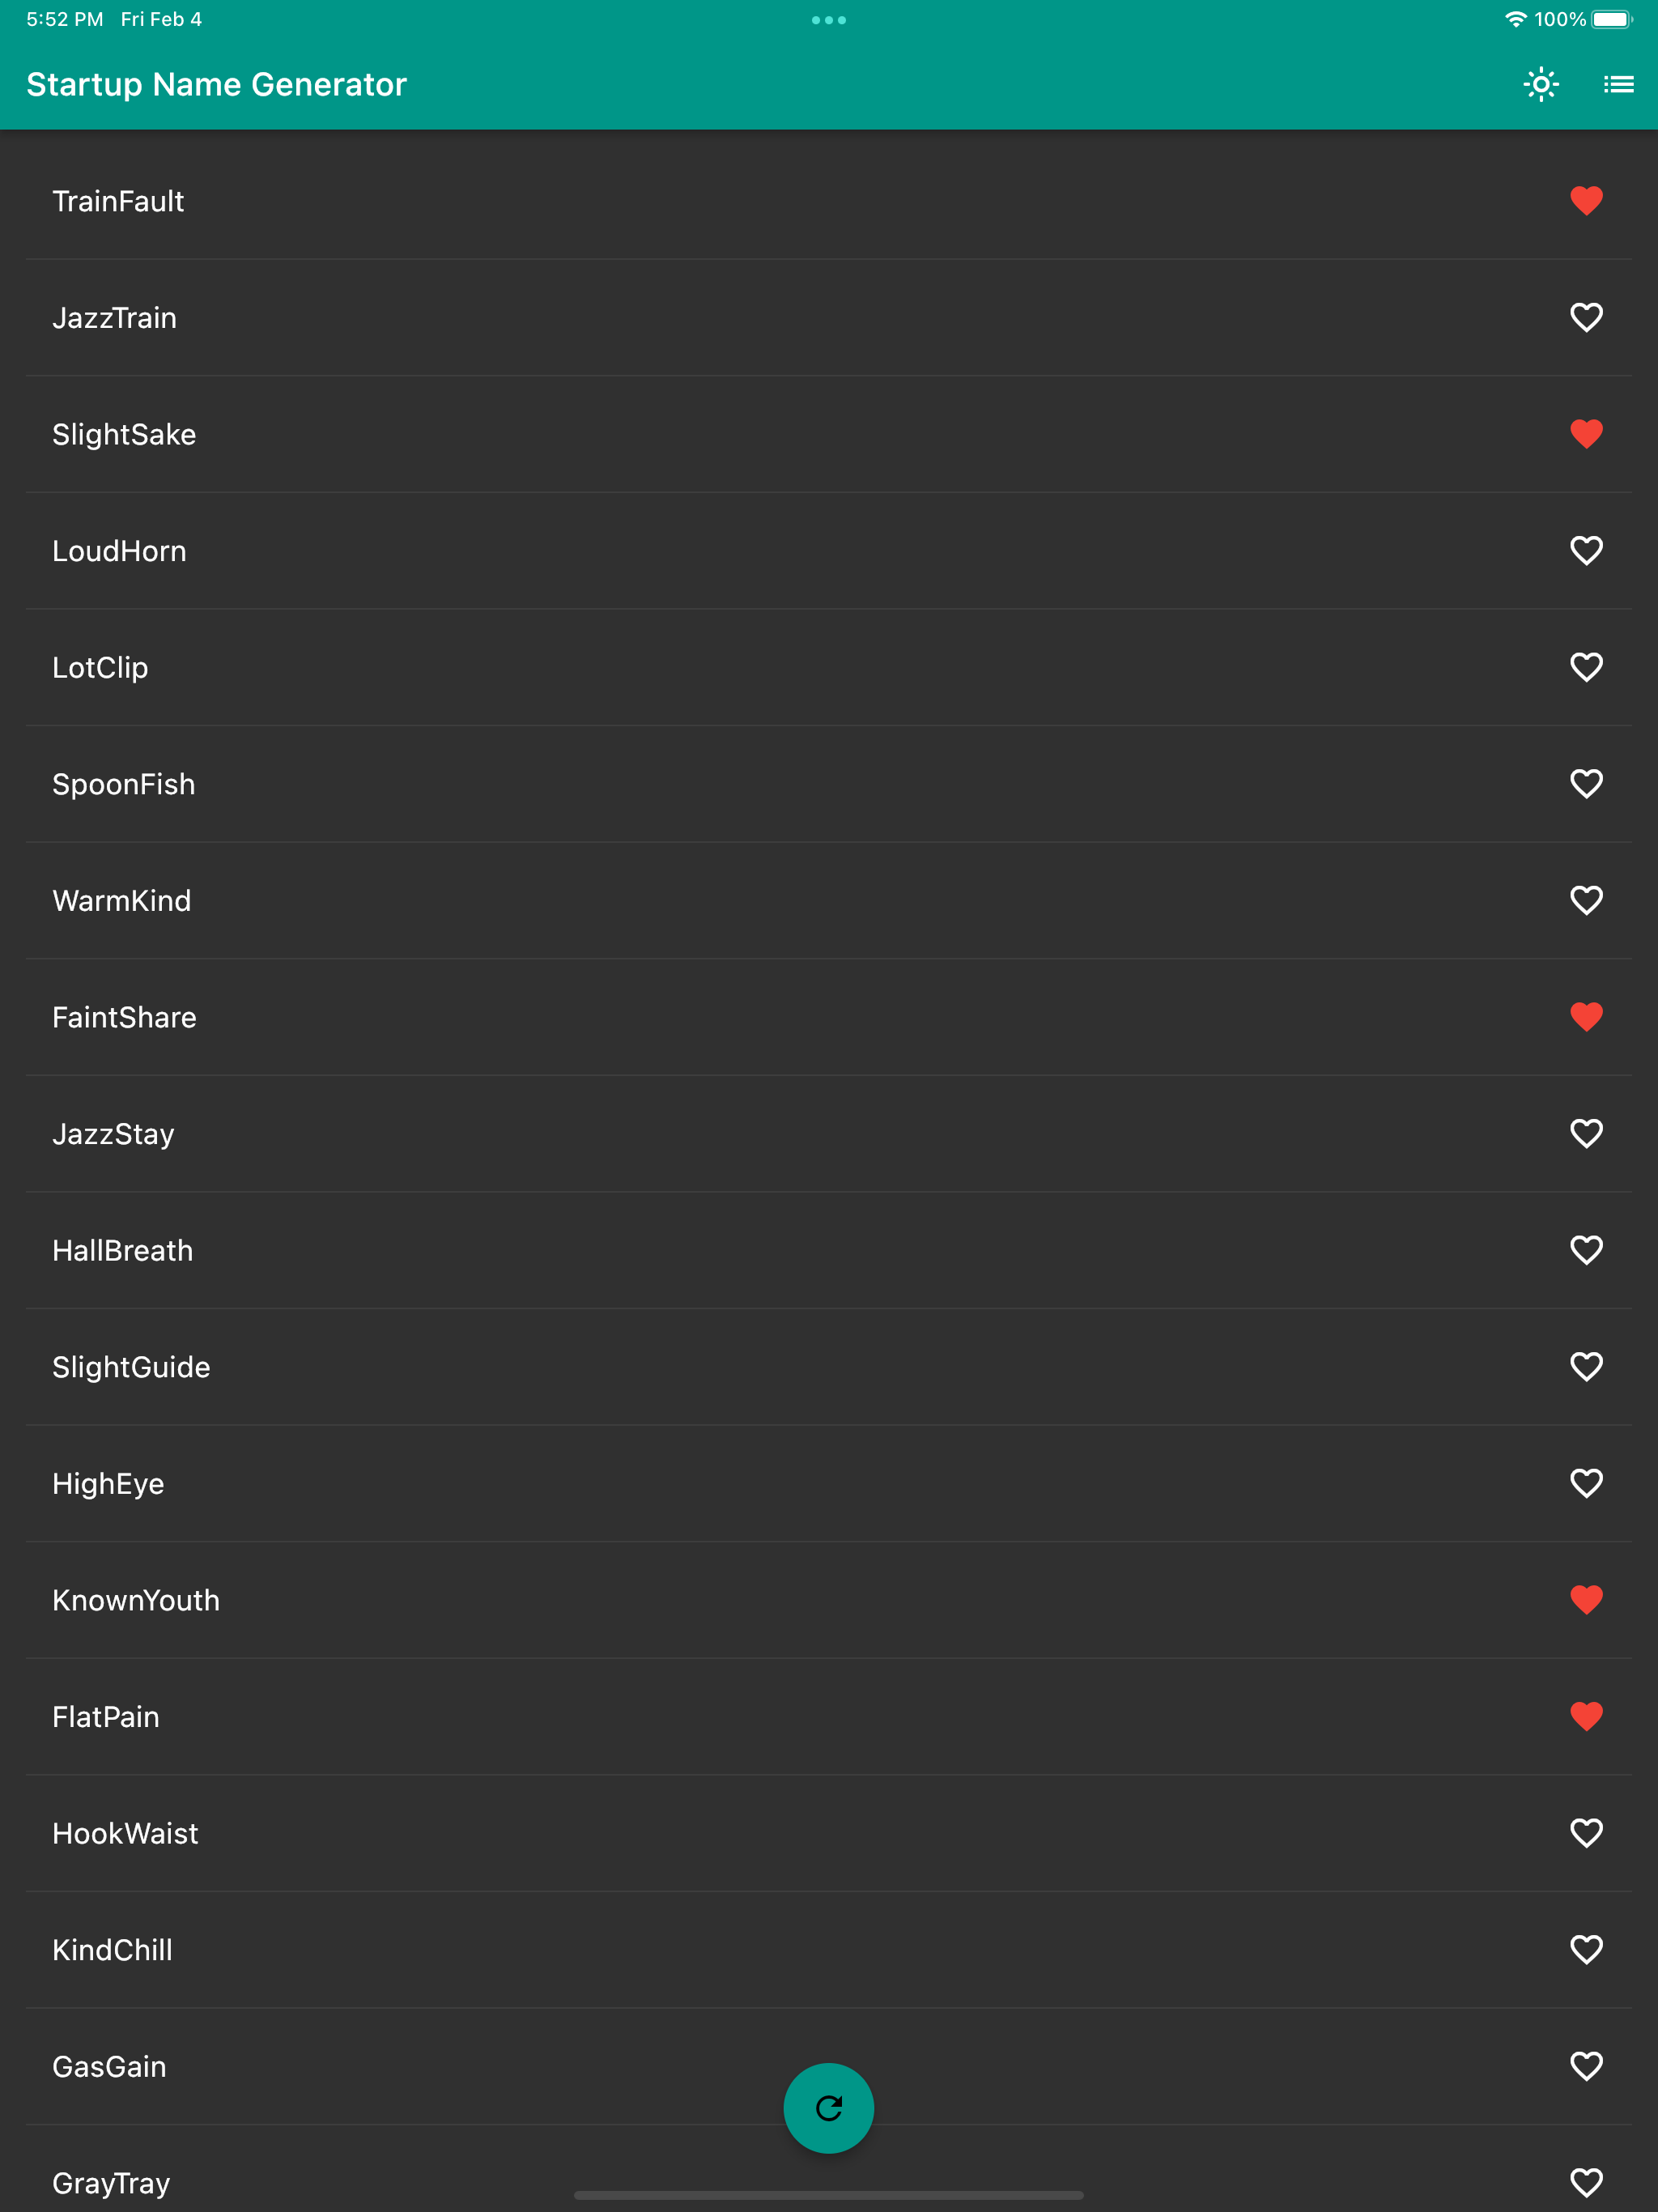 5:52 PM Fri Feb 4 100%
Startup Name Generator
TrainFault
JazzTrain
SlightSake
LoudHorn
LotClip
SpoonFish
WarmKind
FaintShare
JazzStay
HallBreath
SlightGuide
HighEye
KnownYouth
FlatPain
HookWaist
KindChill
GasGain
GrayTray